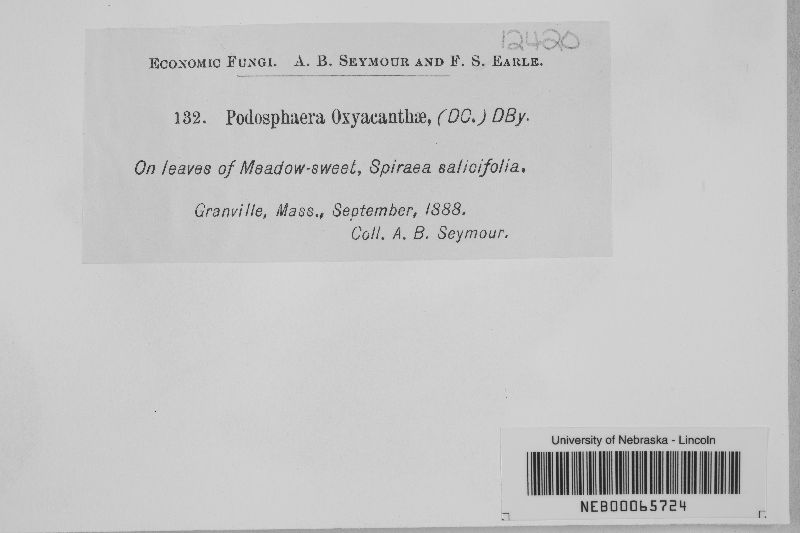 12420
Economic Fungi. A. B. Seymour and F. S. Earle.
132. Podosphaera Oxyacanthæ, (DC.) DBy.
On leaves of Meadow-sweet, Spiraea salicifolia.
Granville, Mass., September, 1888.
Coll. A. B. Seymour.
University of Nebraska - Lincoln
NEB00065724